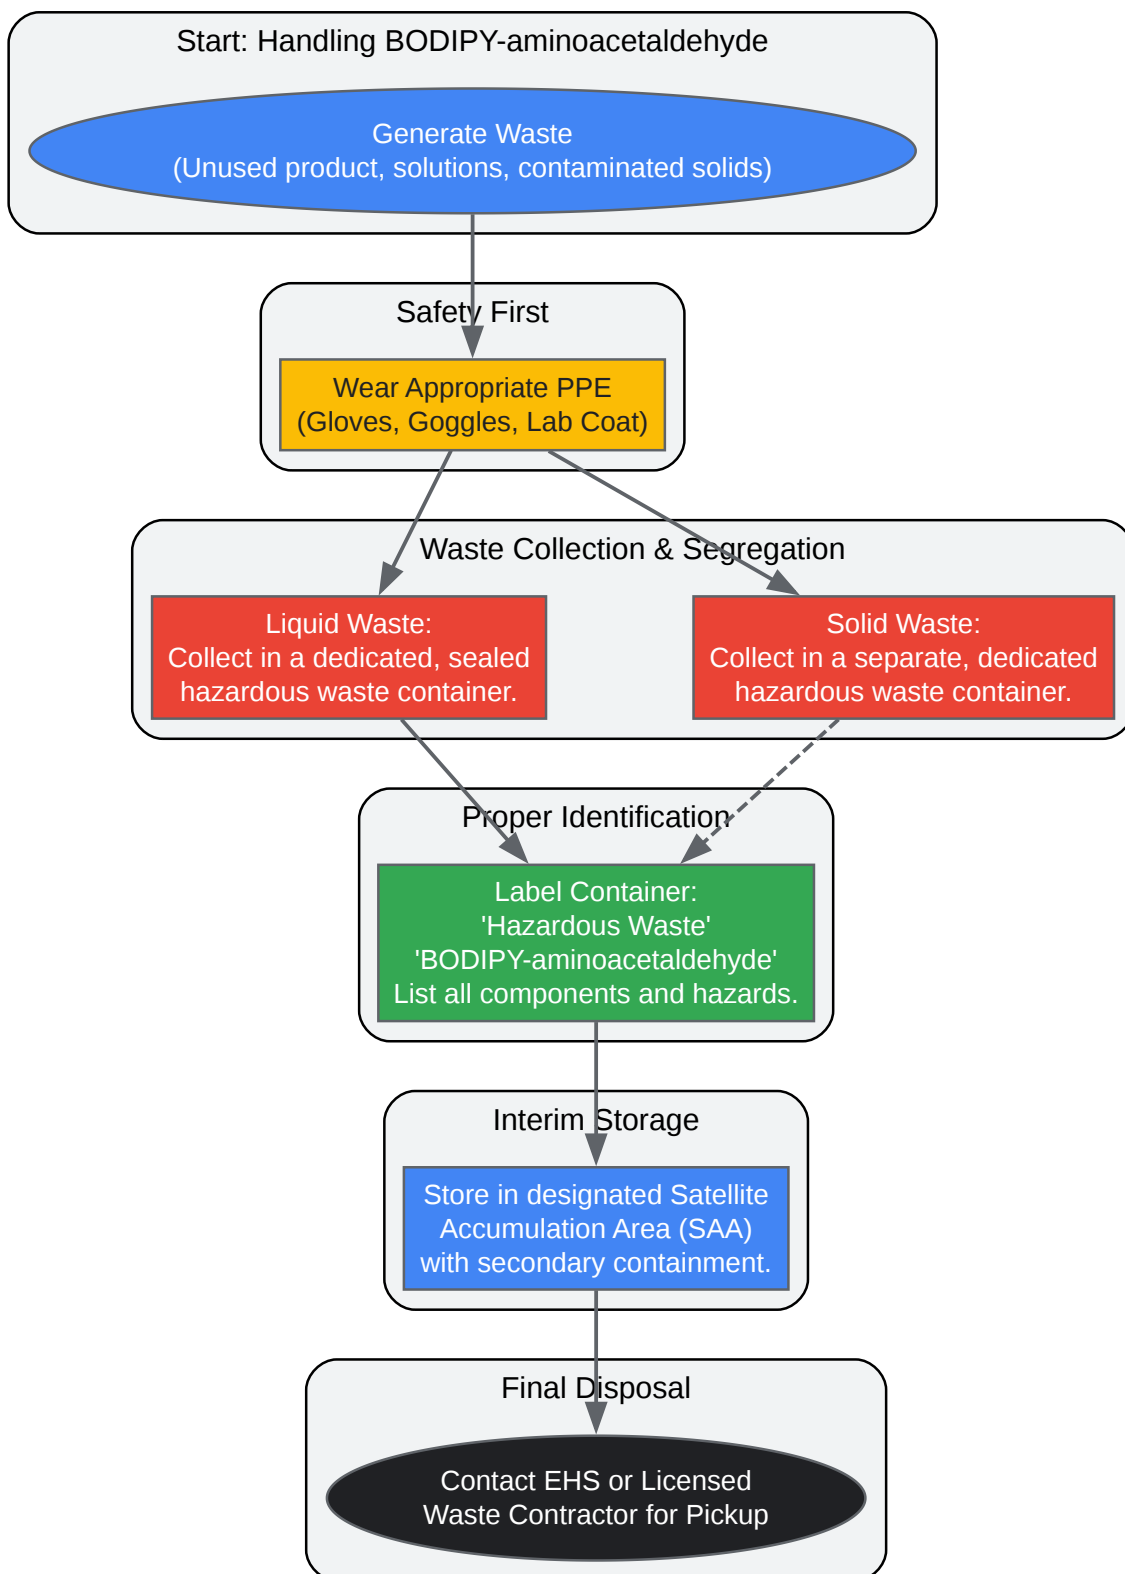 Start: Handling BODIPY-aminoacetaldehyde
Generate Waste
(Unused product, solutions, contaminated solids)
Safety First
Wear Appropriate PPE
(Gloves, Goggles, Lab Coat)
Waste Collection & Segregation
Liquid Waste:
Collect in a dedicated, sealed
hazardous waste container.
Solid Waste:
Collect in a separate, dedicated
hazardous waste container.
Proper Identification
Label Container:
'Hazardous Waste'
'BODIPY-aminoacetaldehyde'
List all components and hazards.
Interim Storage
Store in designated Satellite
Accumulation Area (SAA)
with secondary containment.
Final Disposal
Contact EHS or Licensed
Waste Contractor for Pickup